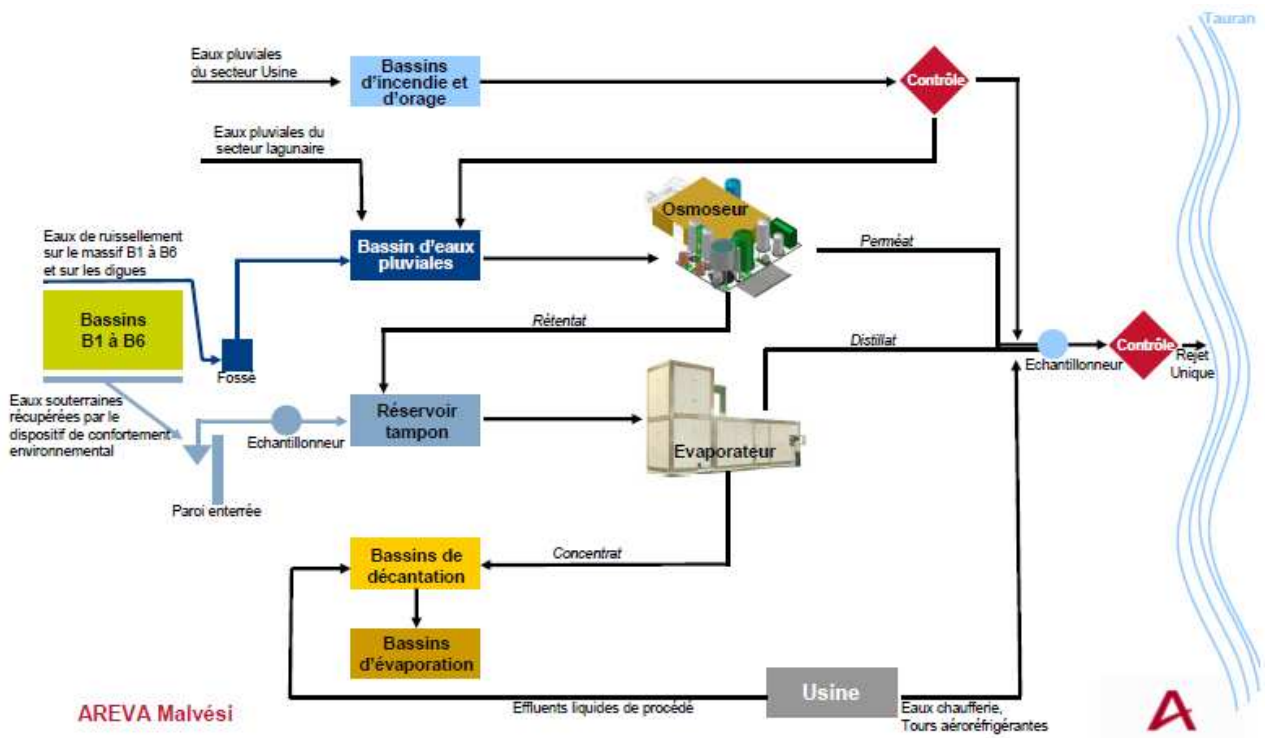 Tauran
Eaux pluviales
du secteur Usine
Bassins
d'incendie et
d'orage
Contrôle
Eaux pluviales du
secteur lagunaire
Osmoseur
Eaux de ruissellement
sur le massif B1 à B6
et sur les digues
Bassin d'eaux
pluviales
Perméat
Bassins
B1 à B6
Rétentat
Distillat
Contrôle
Rejet
Unique
Echantillonneur
Fossé
Eaux souterraines
récupérées par le
dispositif de confortement
environnemental
Echantillonneur
Réservoir
tampon
Evaporateur
Paroi enterrée
Bassins de
décantation
Concentrat
Bassins
d'évaporation
Usine
Effluents liquides de procédé
Eaux chaufferie,
Tours aéroréfrigérantes
AREVA Malvési